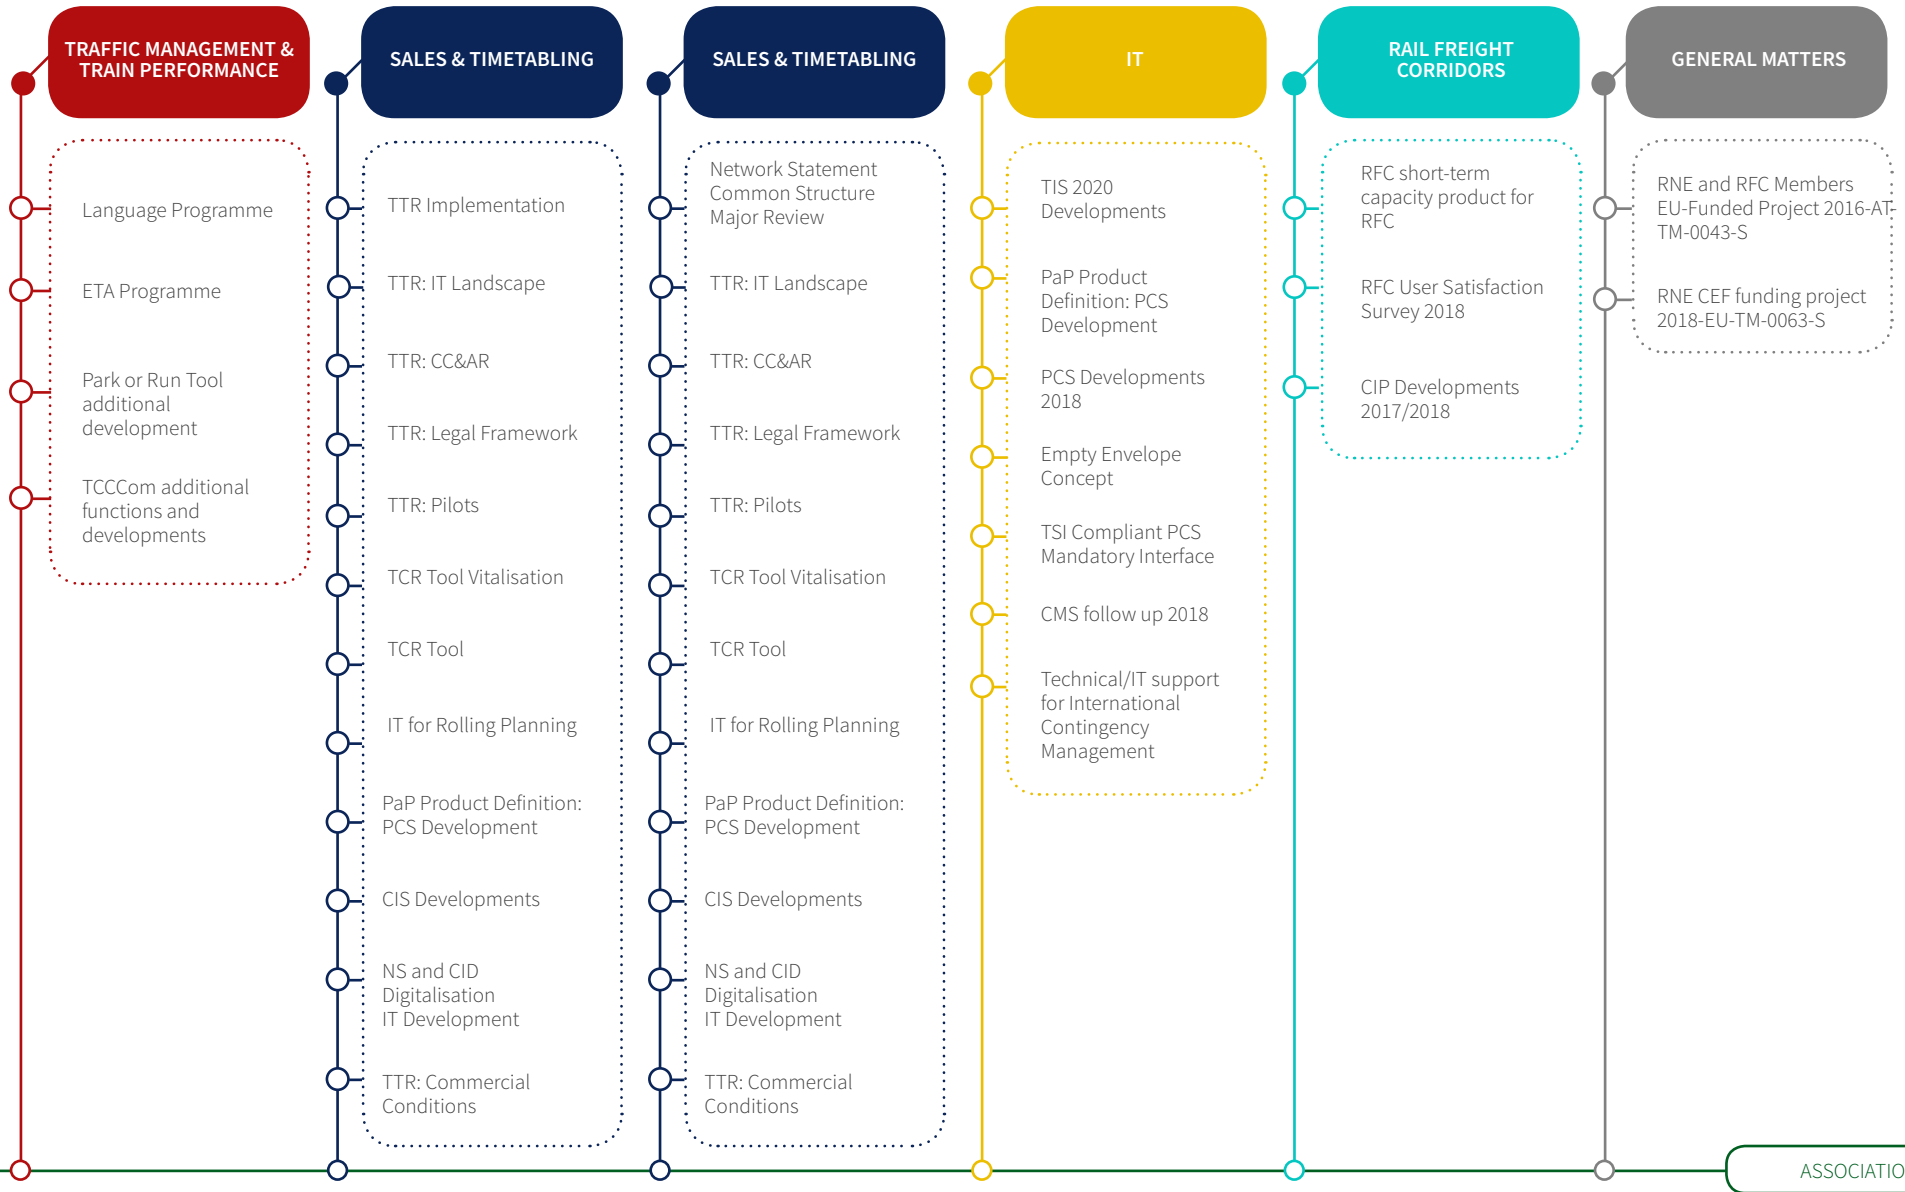 TRAFFIC MANAGEMENT &
TRAIN PERFORMANCE
Language Programme
ETA Programme
Park or Run Tool
additional
development
TCCCom additional
functions and
developments
SALES & TIMETABLING
TTR Implementation
TTR: IT Landscape
TTR: CC&AR
TTR: Legal Framework
TTR: Pilots
TCR Tool Vitalisation
TCR Tool
IT for Rolling Planning
PaP Product Definition:
PCS Development
CIS Developments
NS and CID
Digitalisation
IT Development
TTR: Commercial
Conditions
SALES & TIMETABLING
Network Statement
Common Structure
Major Review
TTR: IT Landscape
TTR: CC&AR
TTR: Legal Framework
TTR: Pilots
TCR Tool Vitalisation
TCR Tool
IT for Rolling Planning
PaP Product Definition:
PCS Development
CIS Developments
NS and CID
Digitalisation
IT Development
TTR: Commercial
Conditions
IT
TIS 2020
Developments
PaP Product
Definition: PCS
Development
PCS Developments
2018
Empty Envelope
Concept
TSI Compliant PCS
Mandatory Interface
CMS follow up 2018
Technical/IT support
for International
Contingency
Management
RAIL FREIGHT
CORRIDORS
RFC short-term
capacity product for
RFC
RFC User Satisfaction
Survey 2018
CIP Developments
2017/2018
GENERAL MATTERS
RNE and RFC Members
EU-Funded Project 2016-AT-
TM-0043-S
RNE CEF funding project
2018-EU-TM-0063-S
ASSOCIATIO